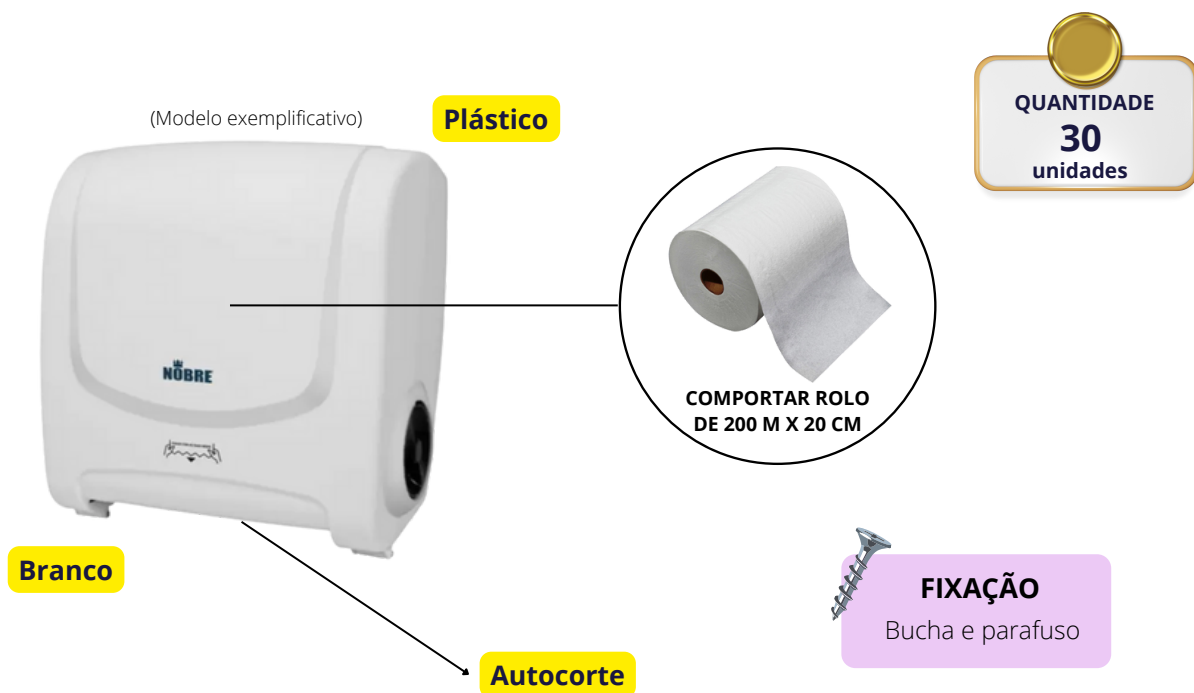 (Modelo exemplificativo)
Plástico
QUANTIDADE
30
unidades
NOBRE
COMPORTAR ROLO
DE 200 M X 20 CM
Branco
FIXAÇÃO
Bucha e parafuso
Autocorte